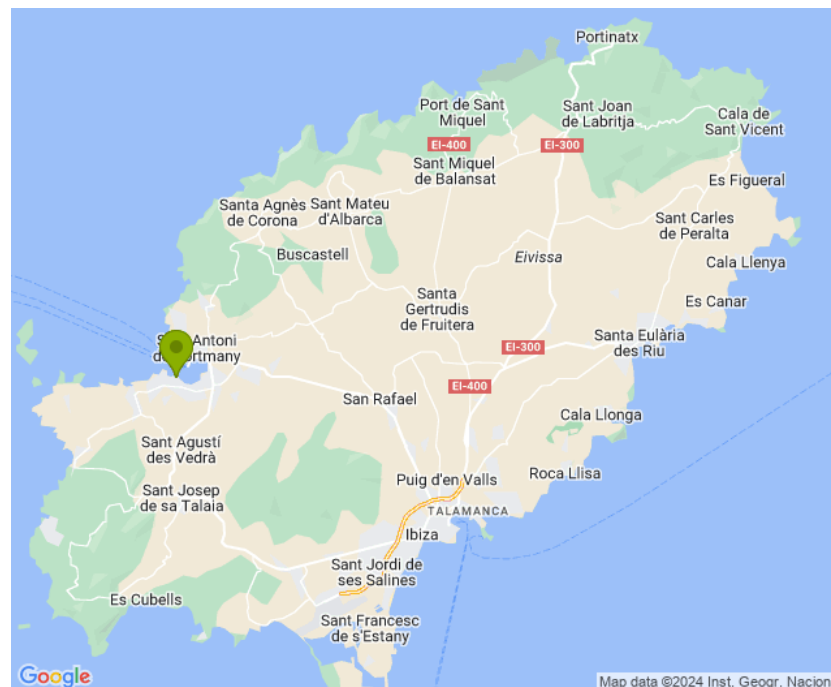 Portinatx
Port de Sant
Miquel
Sant Joan
de Labritja
Cala de
Sant Vicent
EI-400
EI-300
Sant Miquel
de Balansat
Es Figueral
Santa Agnès
de Corona
Sant Mateu
d'Albarca
Sant Carles
de Peralta
Buscastell
Eivissa
Cala Llenya
Santa
Gertrudis
de Fruitera
Es Canar
Antoni
Santa Eulària
des Riu
EI-300
EI-400
San Rafael
Cala Llonga
Sant Agustí
des Vedrà
Puig d'en Valls
Roca Llisa
Sant Josep
de sa Talaia
TALAMANCA
Ibiza
Sant Jordi de
ses Salines
Es Cubells
Sant Francesc
de s'Estany
Google
Map data ©2024 Inst. Geogr. Nacion